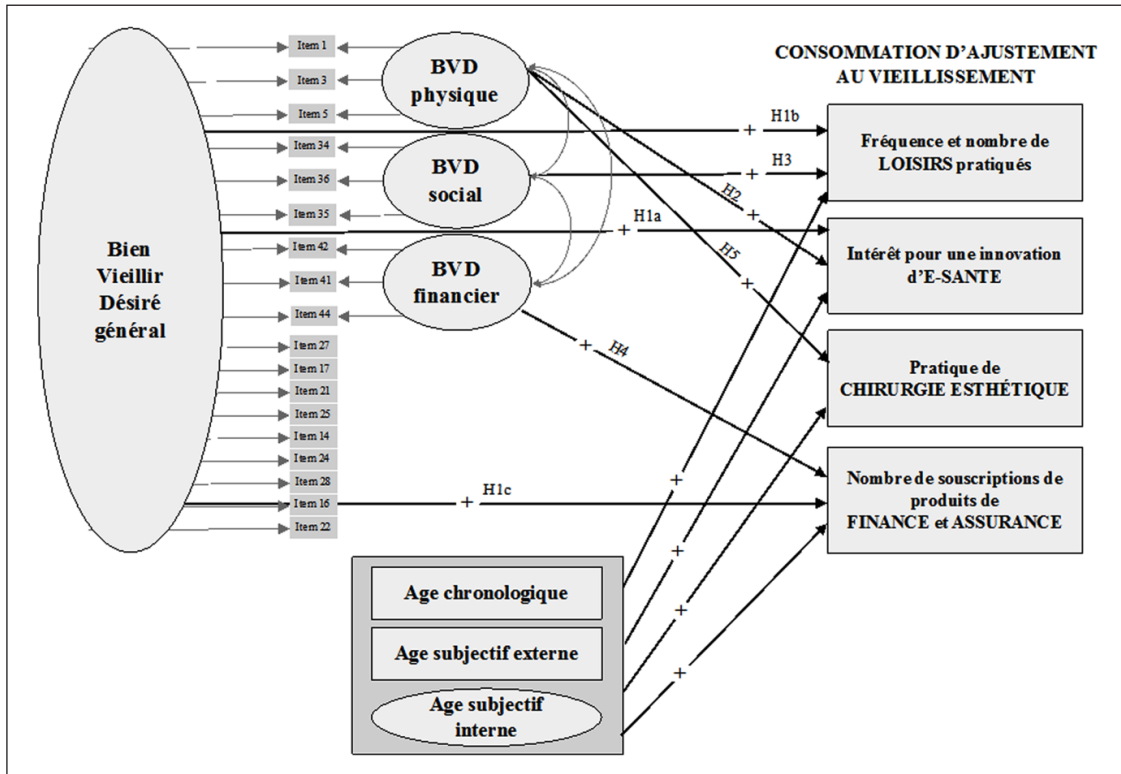 CONSOMMATION D'AJUSTEMENT
AU VIEILLISSEMENT
Bien
Vieillir
Désiré
général
Item 1
Item 3
Item 5
Item 34
Item 36
Item 35
Item 42
Item 41
Item 44
Item 27
Item 17
Item 21
Item 25
Item 14
Item 24
Item 28
Item 16
Item 22
BVD
physique
BVD
social
BVD
financier
+ H1b
+ H3
H2 +
H1a
+
H5 +
+ H4
+ H1c
+
+
+
+
Fréquence et nombre de
LOISIRS pratiqués
Intérêt pour une innovation
d'E-SANTE
Pratique de
CHIRURGIE ESTHÉTIQUE
Nombre de souscriptions de
produits de
FINANCE et ASSURANCE
Age chronologique
Age subjectif externe
Age subjectif
interne